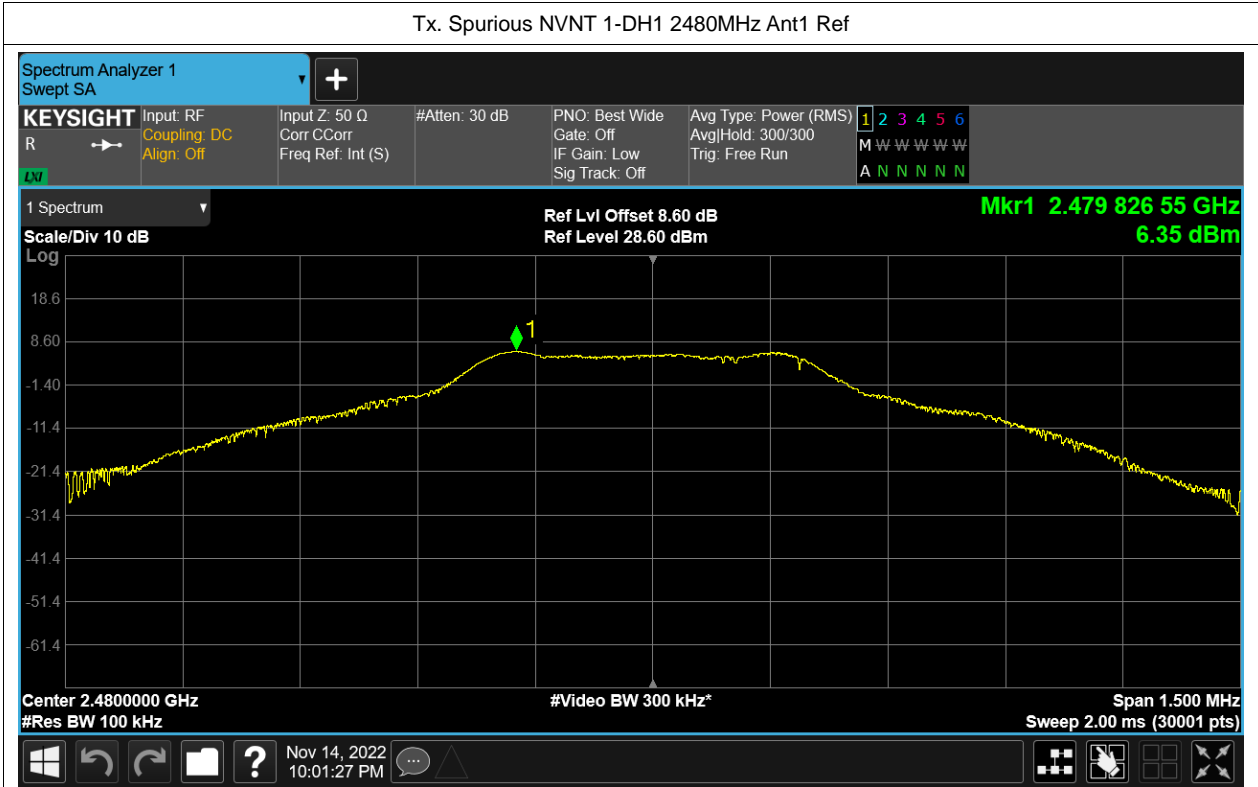 Tx. Spurious NVNT 1-DH1 2480MHz Ant1 Ref
Spectrum Analyzer 1
Swept SA
+
KEYSIGHT
R
LXI
Input: RF
Coupling: DC
Align: Off
Input Z: 50 Ω
Corr CCorr
Freq Ref: Int (S)
#Atten: 30 dB
PNO: Best Wide
Gate: Off
IF Gain: Low
Sig Track: Off
Avg Type: Power (RMS)
Avg|Hold: 300/300
Trig: Free Run
1 2 3 4 5 6
M W W W W W
A N N N N N
1 Spectrum
Scale/Div 10 dB
Ref Lvl Offset 8.60 dB
Ref Level 28.60 dBm
Mkr1 2.479 826 55 GHz
6.35 dBm
Log
18.6
8.60
-1.40
-11.4
-21.4
-31.4
-41.4
-51.4
-61.4
1
Center 2.4800000 GHz
#Res BW 100 kHz
#Video BW 300 kHz*
Span 1.500 MHz
Sweep 2.00 ms (30001 pts)
?
Nov 14, 2022
10:01:27 PM